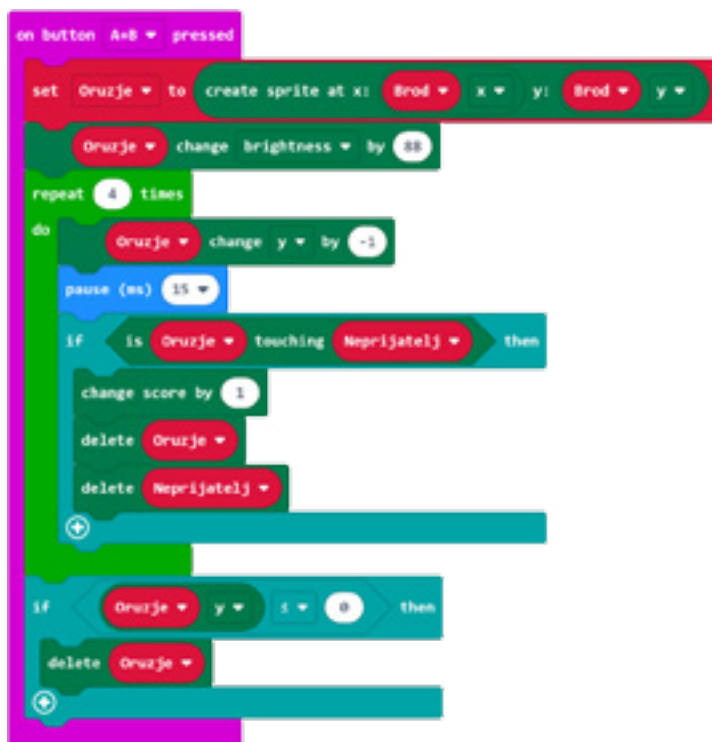 on button A+B pressed
set Oruzje to create sprite at x: Brod x y: Brod y
Oruzje change brightness by 88
repeat 4 times
do
Oruzje change y by -1
pause (ms) 15
if is Oruzje touching Neprijatelj then
change score by 1
delete Oruzje
delete Neprijatelj
if Oruzje y ≤ 0 then
delete Oruzje